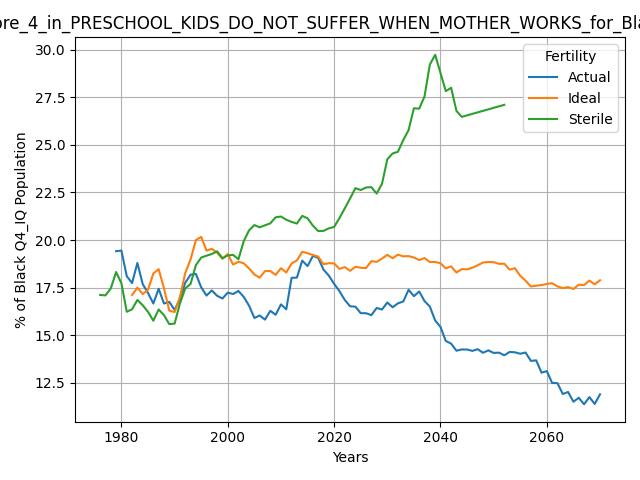 ore_4_in_PRESCHOOL_KIDS_DO_NOT_SUFFER_WHEN_MOTHER_WORKS_for_Bla
30.0
27.5
25.0
22.5
20.0
17.5
15.0
12.5
% of Black Q4_IQ Population
Fertility
Actual
Ideal
Sterile
1980
2000
2020
2040
2060
Years